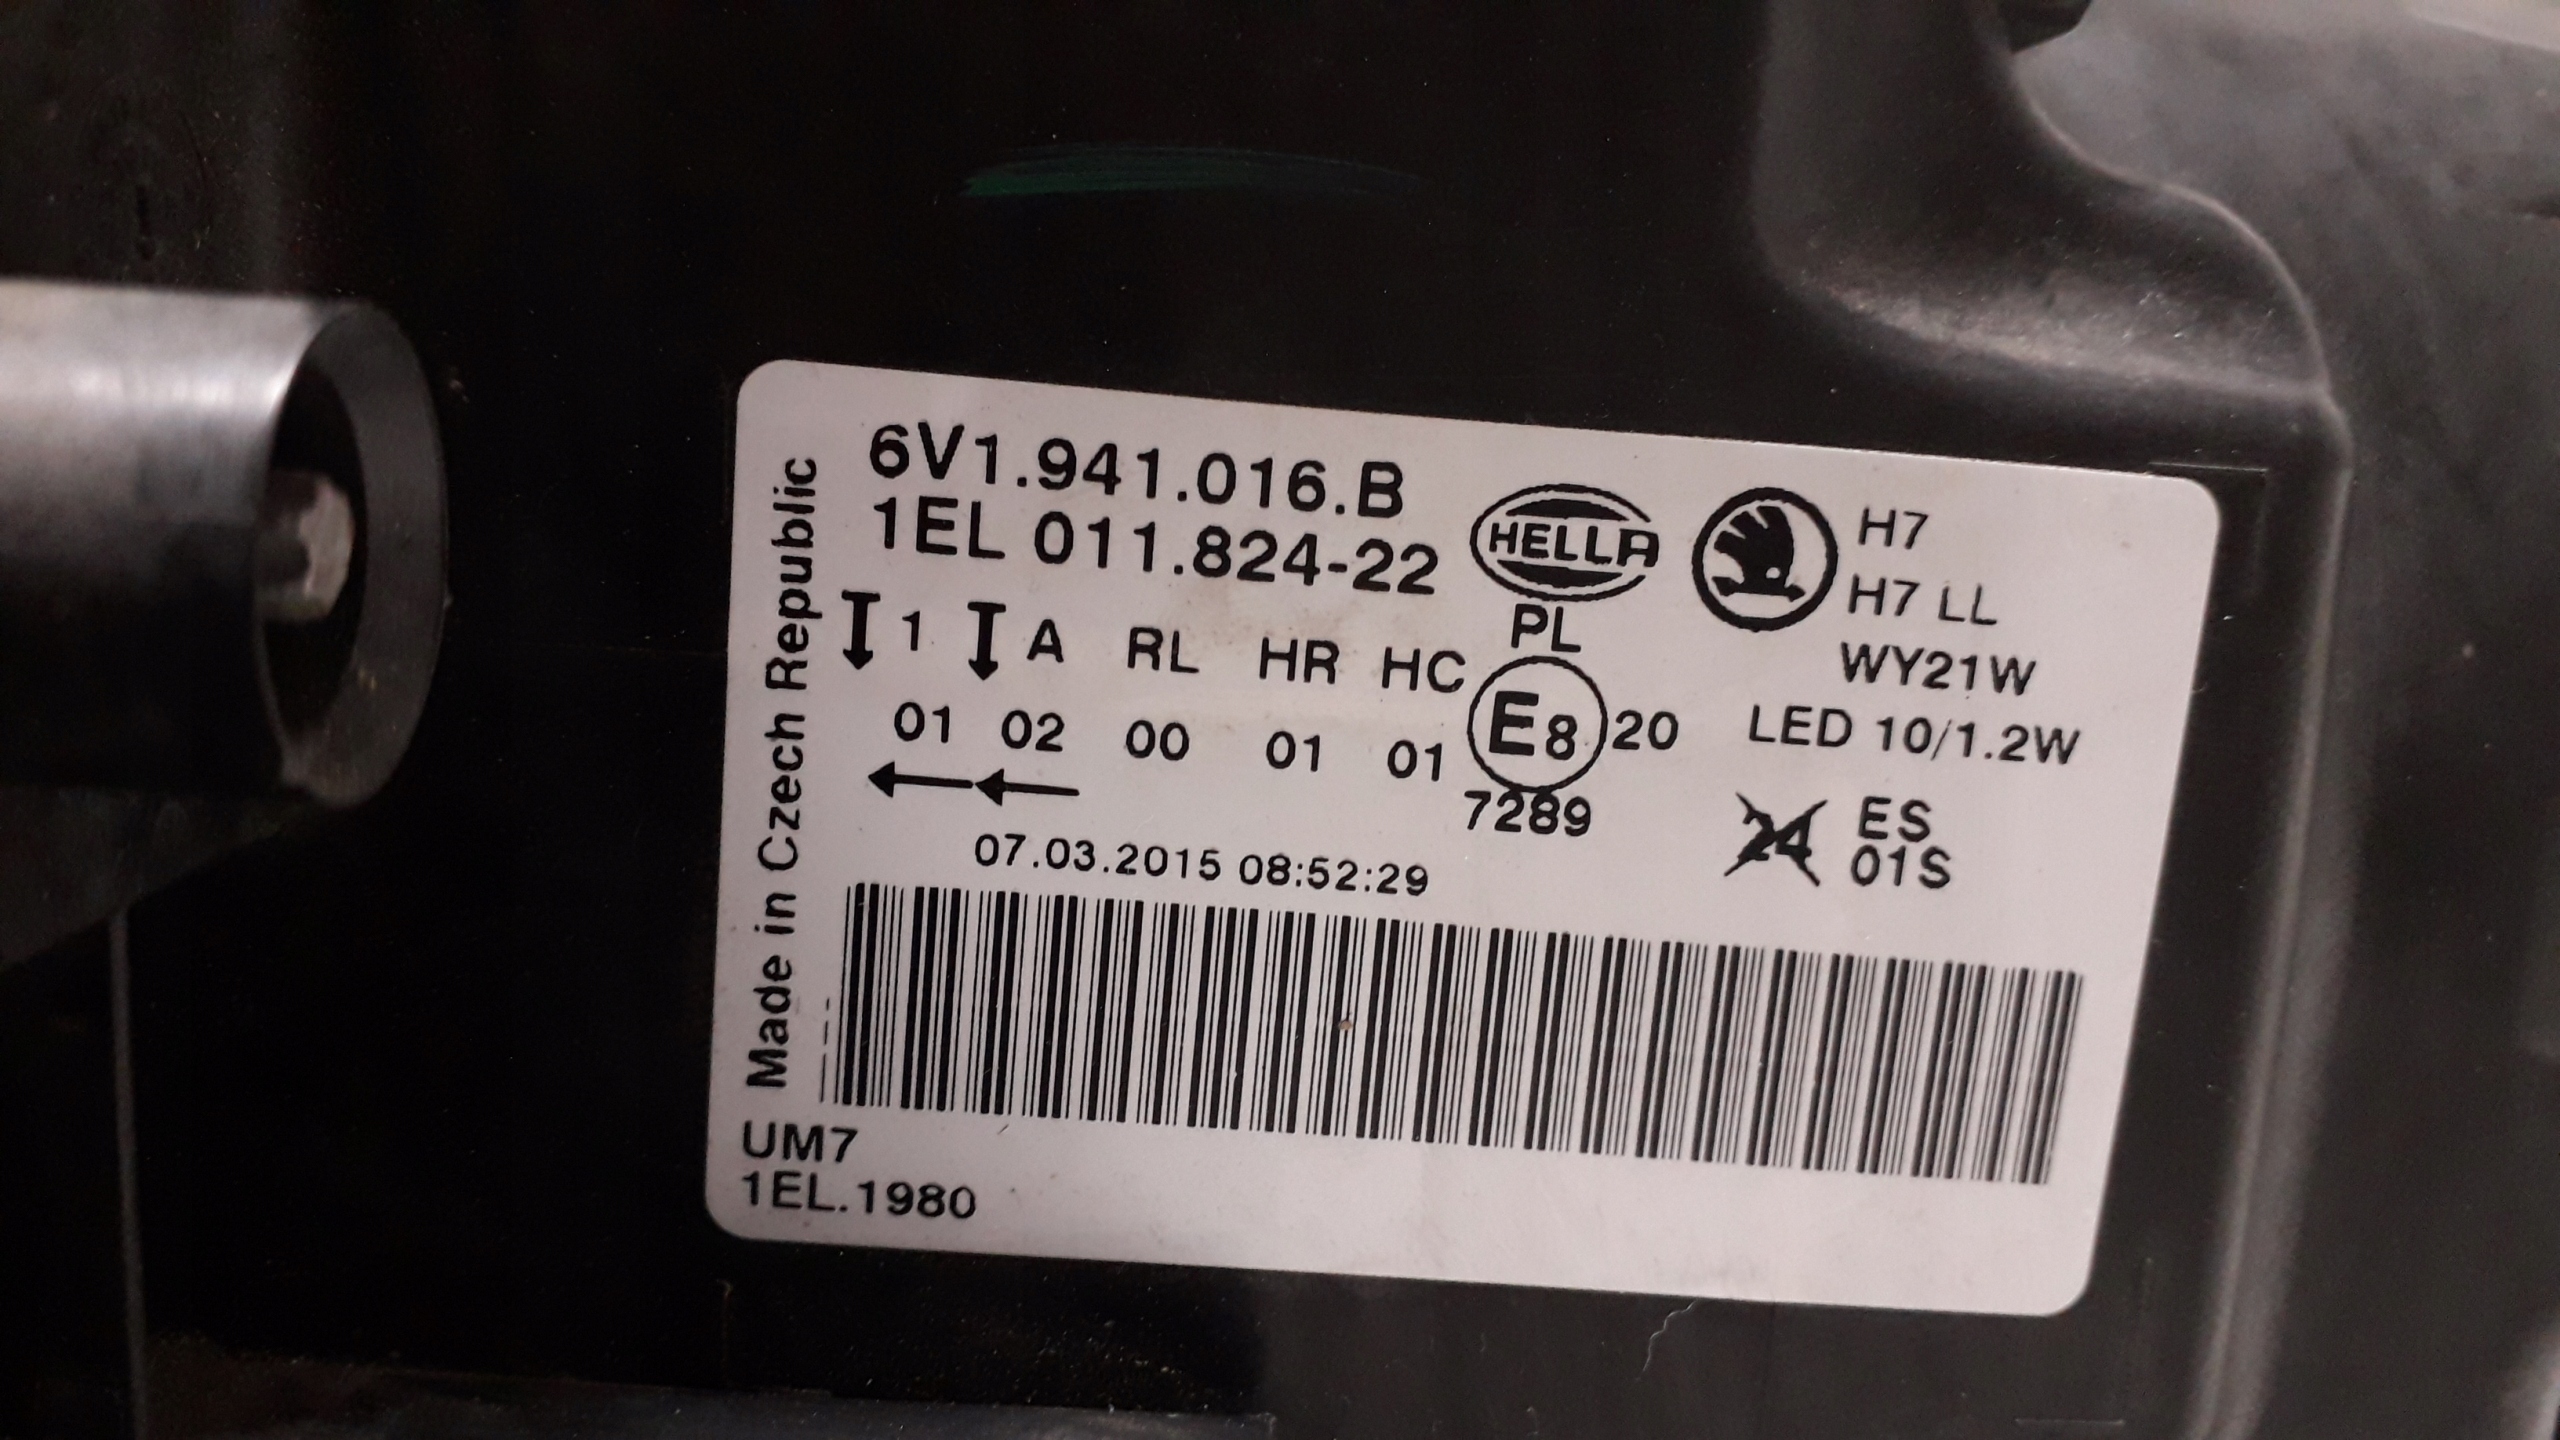 6V1.941.016.B
1EL 011.824-22
HELLA
H7
H7 LL
WY21W
LED 10/1.2W
1 A RL HR HC PL
01 02 00 01 01 E8 20
7289
24 ES
01S
07.03.2015 08:52:29
Made in Czech Republic
UM7
1EL.1980